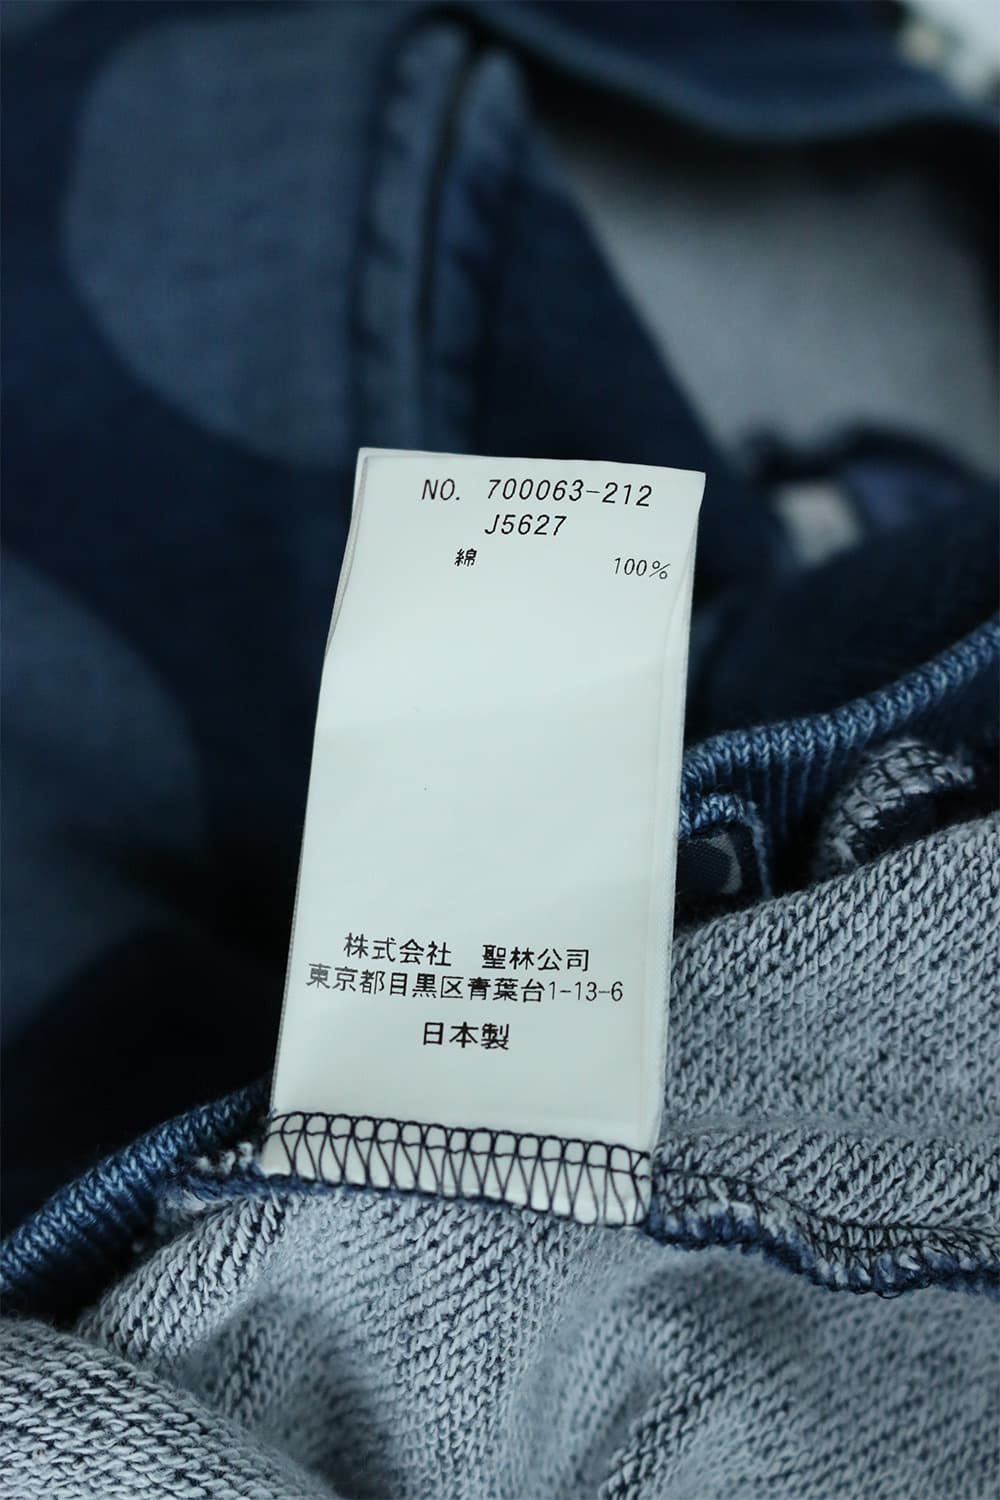 NO. 700063-212
J5627
綿 100%
株式会社 聖林公司
東京都目黒区青葉台1-13-6
日本製